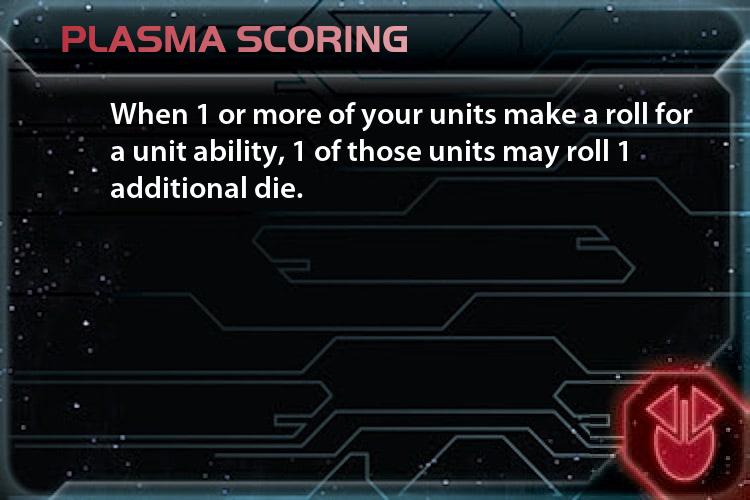 PLASMA SCORING
When 1 or more of your units make a roll for
a unit ability, 1 of those units may roll 1
additional die.